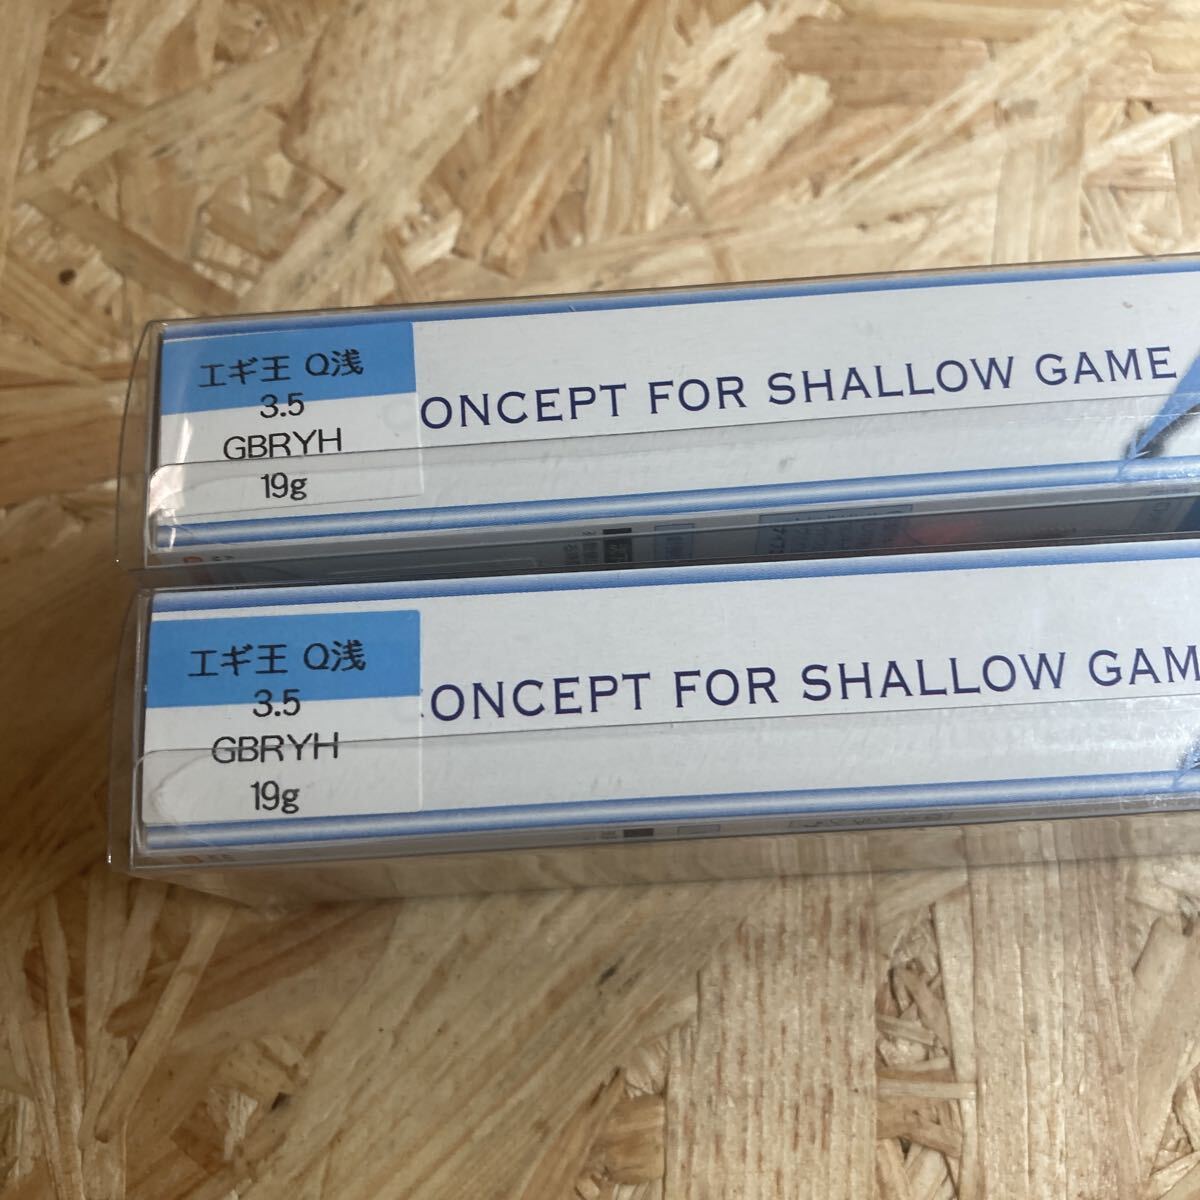 エギ王 Q浅
3.5
GBRYH
19g
ONCEPT FOR SHALLOW GAME
エギ王 Q浅
3.5
GBRYH
19g
CONCEPT FOR SHALLOW GAM